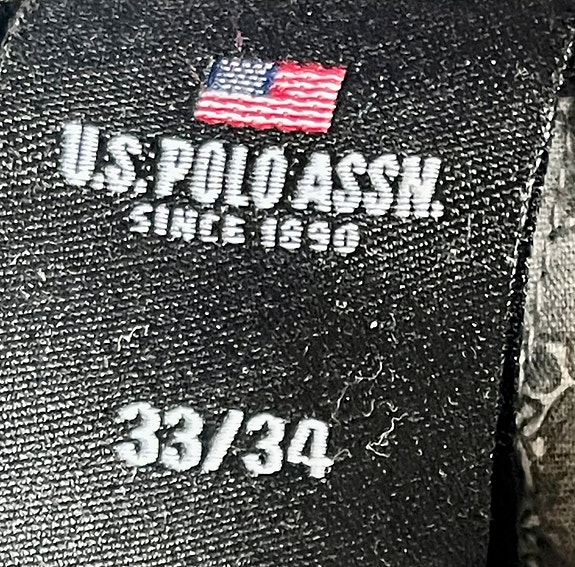 U.S. POLO ASSN.
SINCE 1890
33/34